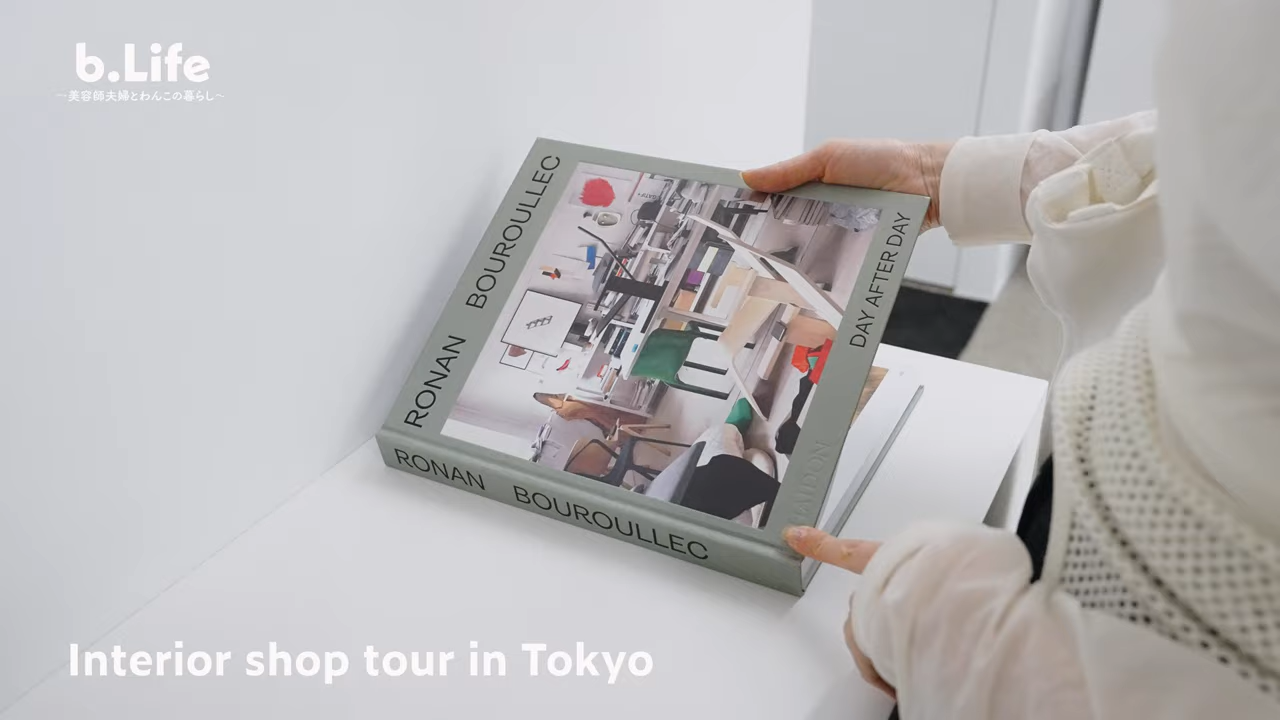 b.Life
〜美容師夫婦とわんこの暮らし〜
RONAN BOUROULLEC
DAY AFTER DAY
PHAIDON
RONAN BOUROULLEC
Interior shop tour in Tokyo